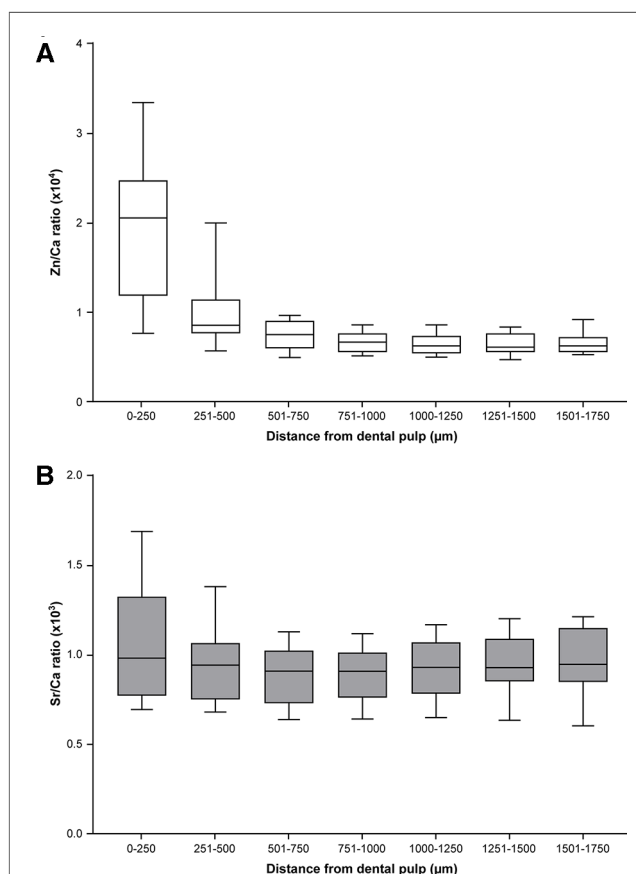 A
Zn/Ca ratio (x10⁴)
4
3
2
1
0
0-250 251-500 501-750 751-1000 1000-1250 1251-1500 1501-1750
Distance from dental pulp (µm)
B
Sr/Ca ratio (x10³)
2.0
1.5
1.0
0.5
0.0
0-250 251-500 501-750 751-1000 1000-1250 1251-1500 1501-1750
Distance from dental pulp (µm)